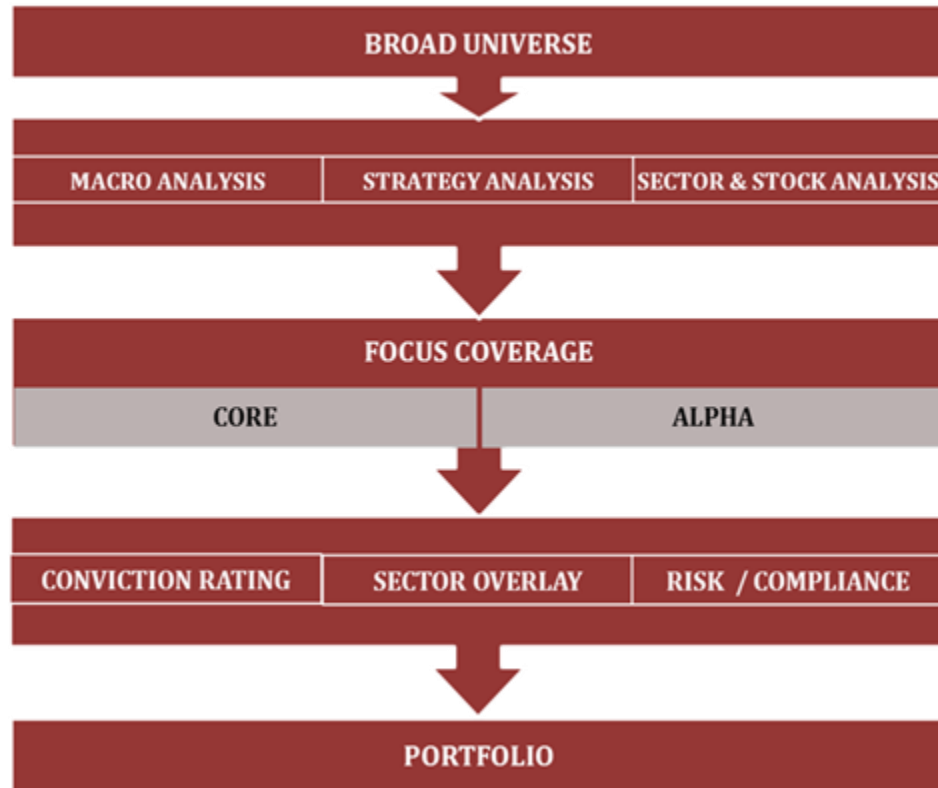 BROAD UNIVERSE
MACRO ANALYSIS
STRATEGY ANALYSIS
SECTOR & STOCK ANALYSIS
FOCUS COVERAGE
CORE
ALPHA
CONVICTION RATING
SECTOR OVERLAY
RISK / COMPLIANCE
PORTFOLIO